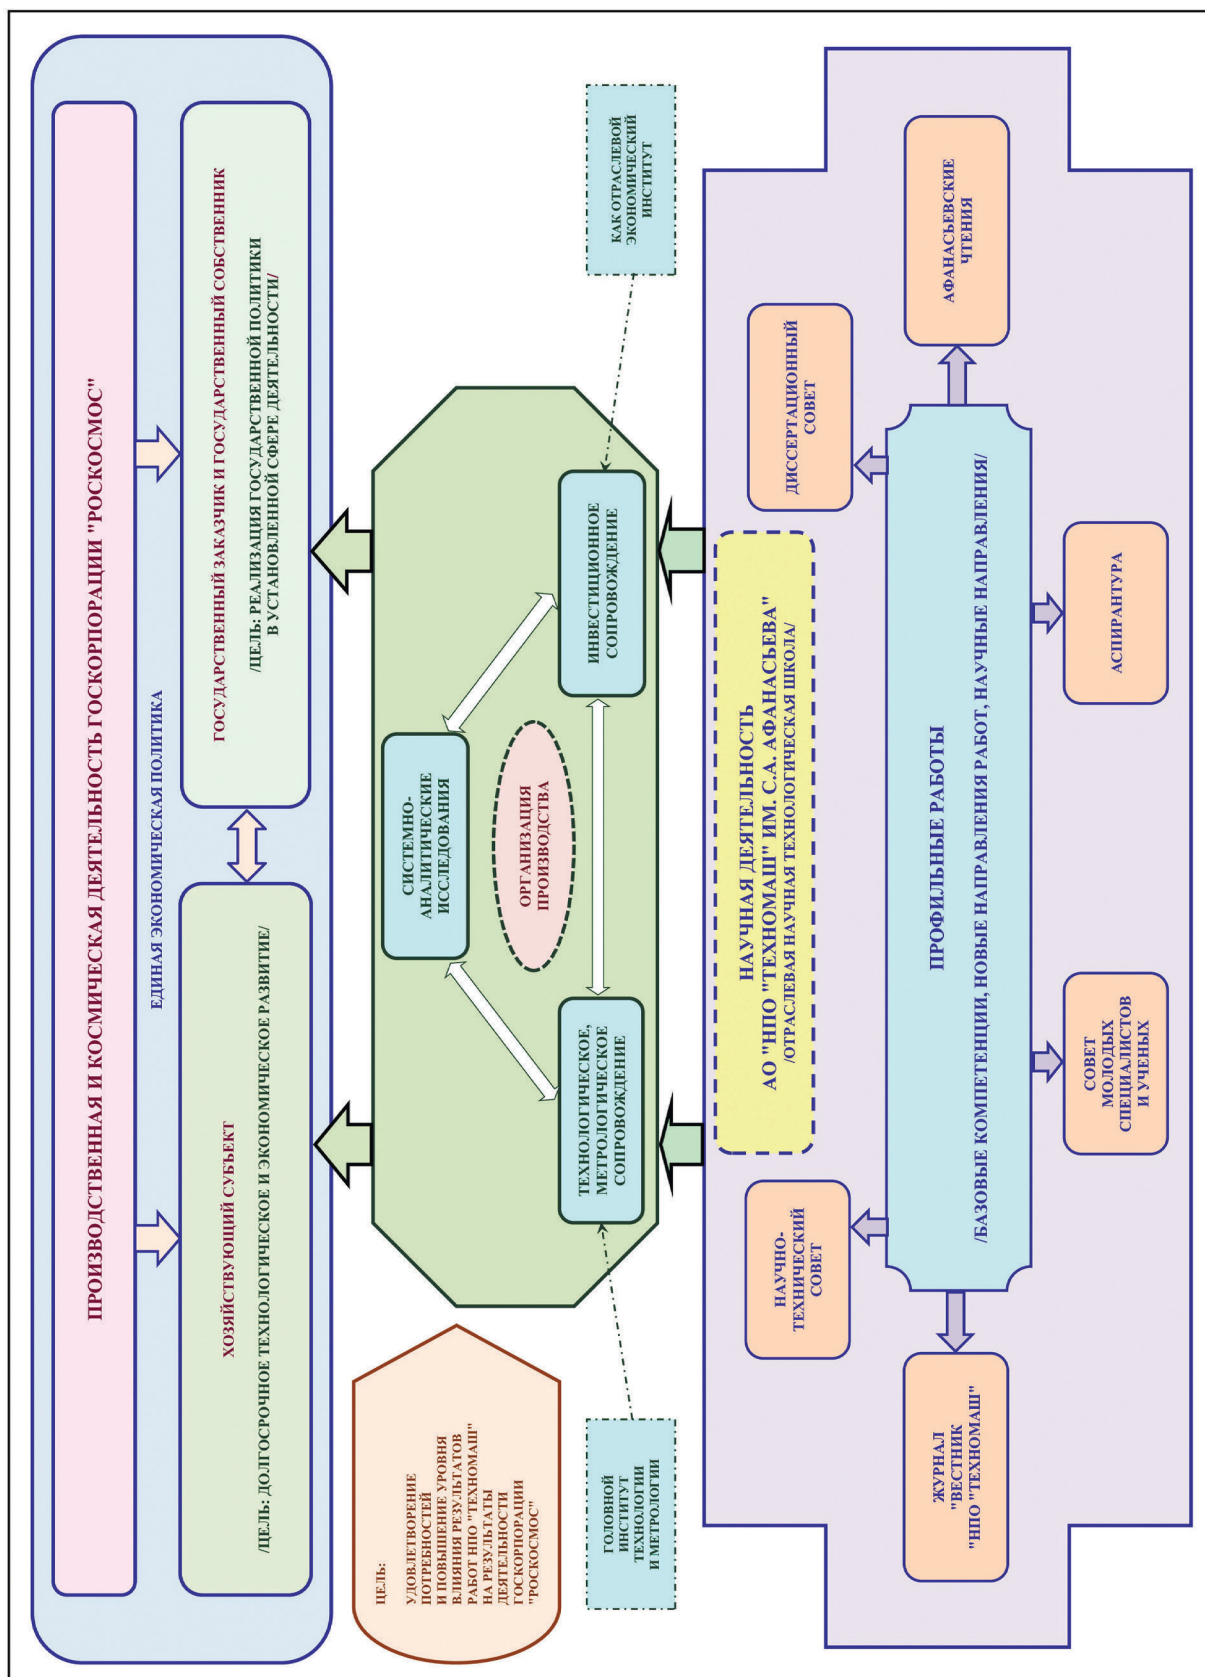 ПРОИЗВОДСТВЕННАЯ И КОСМИЧЕСКАЯ ДЕЯТЕЛЬНОСТЬ ГОСКОРПОРАЦИИ "РОСКОСМОС"
ЕДИНАЯ ЭКОНОМИЧЕСКАЯ ПОЛИТИКА
ХОЗЯЙСТВУЮЩИЙ СУБЪЕКТ
/ЦЕЛЬ: ДОЛГОСРОЧНОЕ ТЕХНОЛОГИЧЕСКОЕ И ЭКОНОМИЧЕСКОЕ РАЗВИТИЕ/
ГОСУДАРСТВЕННЫЙ ЗАКАЗЧИК И ГОСУДАРСТВЕННЫЙ СОБСТВЕННИК
/ЦЕЛЬ: РЕАЛИЗАЦИЯ ГОСУДАРСТВЕННОЙ ПОЛИТИКИ
В УСТАНОВЛЕННОЙ СФЕРЕ ДЕЯТЕЛЬНОСТИ/
ЦЕЛЬ:
УДОВЛЕТВОРЕНИЕ
ПОТРЕБНОСТЕЙ
И ПОВЫШЕНИЕ УРОВНЯ
ВЛИЯНИЯ РЕЗУЛЬТАТОВ
РАБОТ НПО "ТЕХНОМАШ"
НА РЕЗУЛЬТАТЫ
ДЕЯТЕЛЬНОСТИ
ГОСКОРПОРАЦИИ
"РОСКОСМОС"
СИСТЕМНО-
АНАЛИТИЧЕСКИЕ
ИССЛЕДОВАНИЯ
ОРГАНИЗАЦИЯ
ПРОИЗВОДСТВА
ТЕХНОЛОГИЧЕСКОЕ,
МЕТРОЛОГИЧЕСКОЕ
СОПРОВОЖДЕНИЕ
ИНВЕСТИЦИОННОЕ
СОПРОВОЖДЕНИЕ
ГОЛОВНОЙ
ИНСТИТУТ
ТЕХНОЛОГИИ
И МЕТРОЛОГИИ
КАК ОТРАСЛЕВОЙ
ЭКОНОМИЧЕСКИЙ
ИНСТИТУТ
НАУЧНАЯ ДЕЯТЕЛЬНОСТЬ
АО "НПО "ТЕХНОМАШ" ИМ. С.А. АФАНАСЬЕВА"
/ОТРАСЛЕВАЯ НАУЧНАЯ ТЕХНОЛОГИЧЕСКАЯ ШКОЛА/
НАУЧНО-
ТЕХНИЧЕСКИЙ
СОВЕТ
ДИССЕРТАЦИОННЫЙ
СОВЕТ
ЖУРНАЛ
"ВЕСТНИК
"НПО "ТЕХНОМАШ"
ПРОФИЛЬНЫЕ РАБОТЫ
/БАЗОВЫЕ КОМПЕТЕНЦИИ, НОВЫЕ НАПРАВЛЕНИЯ РАБОТ, НАУЧНЫЕ НАПРАВЛЕНИЯ/
АФАНАСЬЕВСКИЕ
ЧТЕНИЯ
СОВЕТ
МОЛОДЫХ
СПЕЦИАЛИСТОВ
И УЧЕНЫХ
АСПИРАНТУРА